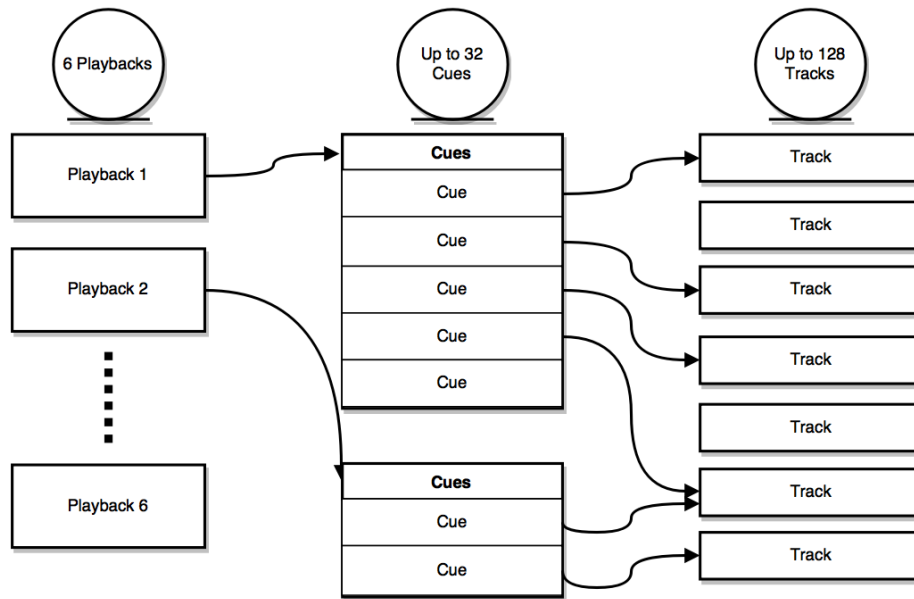 6 Playbacks
Up to 32
Cues
Up to 128
Tracks
Playback 1
Playback 2
Playback 6
Cues
Cue
Cue
Cue
Cue
Cue
Cues
Cue
Cue
Track
Track
Track
Track
Track
Track
Track